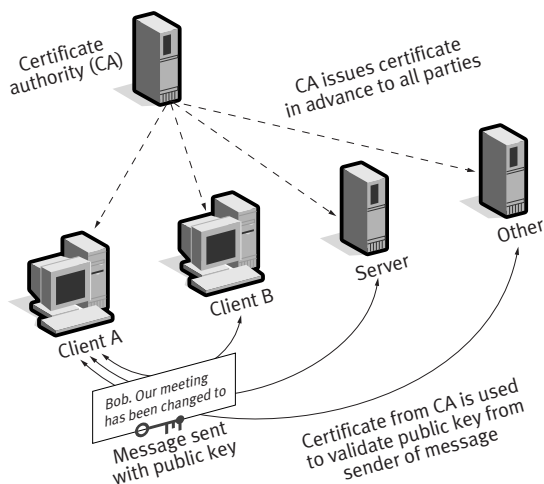 Certificate
authority (CA)
CA issues certificate
in advance to all parties
Other
Server
Client B
Client A
Bob. Our meeting
has been changed to
Message sent
with public key
Certificate from CA is used
to validate public key from
sender of message